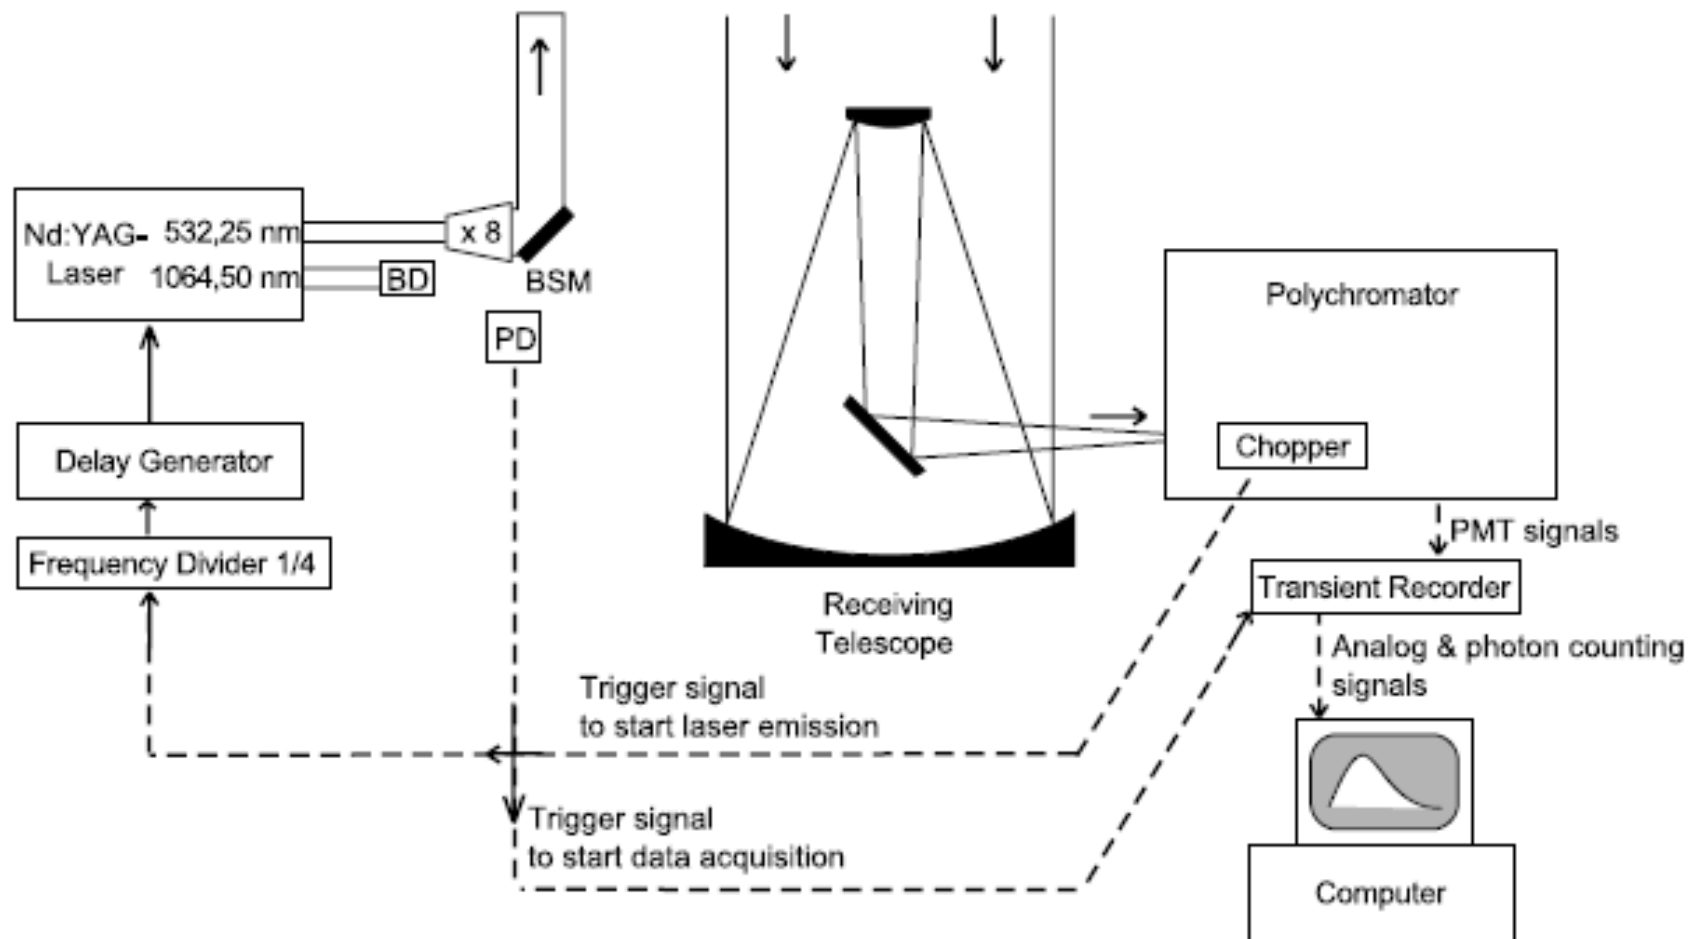 Nd:YAG- 532,25 nm
Laser 1064,50 nm
x 8
BD
BSM
PD
Delay Generator
Frequency Divider 1/4
Receiving
Telescope
Polychromator
Chopper
PMT signals
Transient Recorder
Analog & photon counting
signals
Trigger signal
to start laser emission
Trigger signal
to start data acquisition
Computer